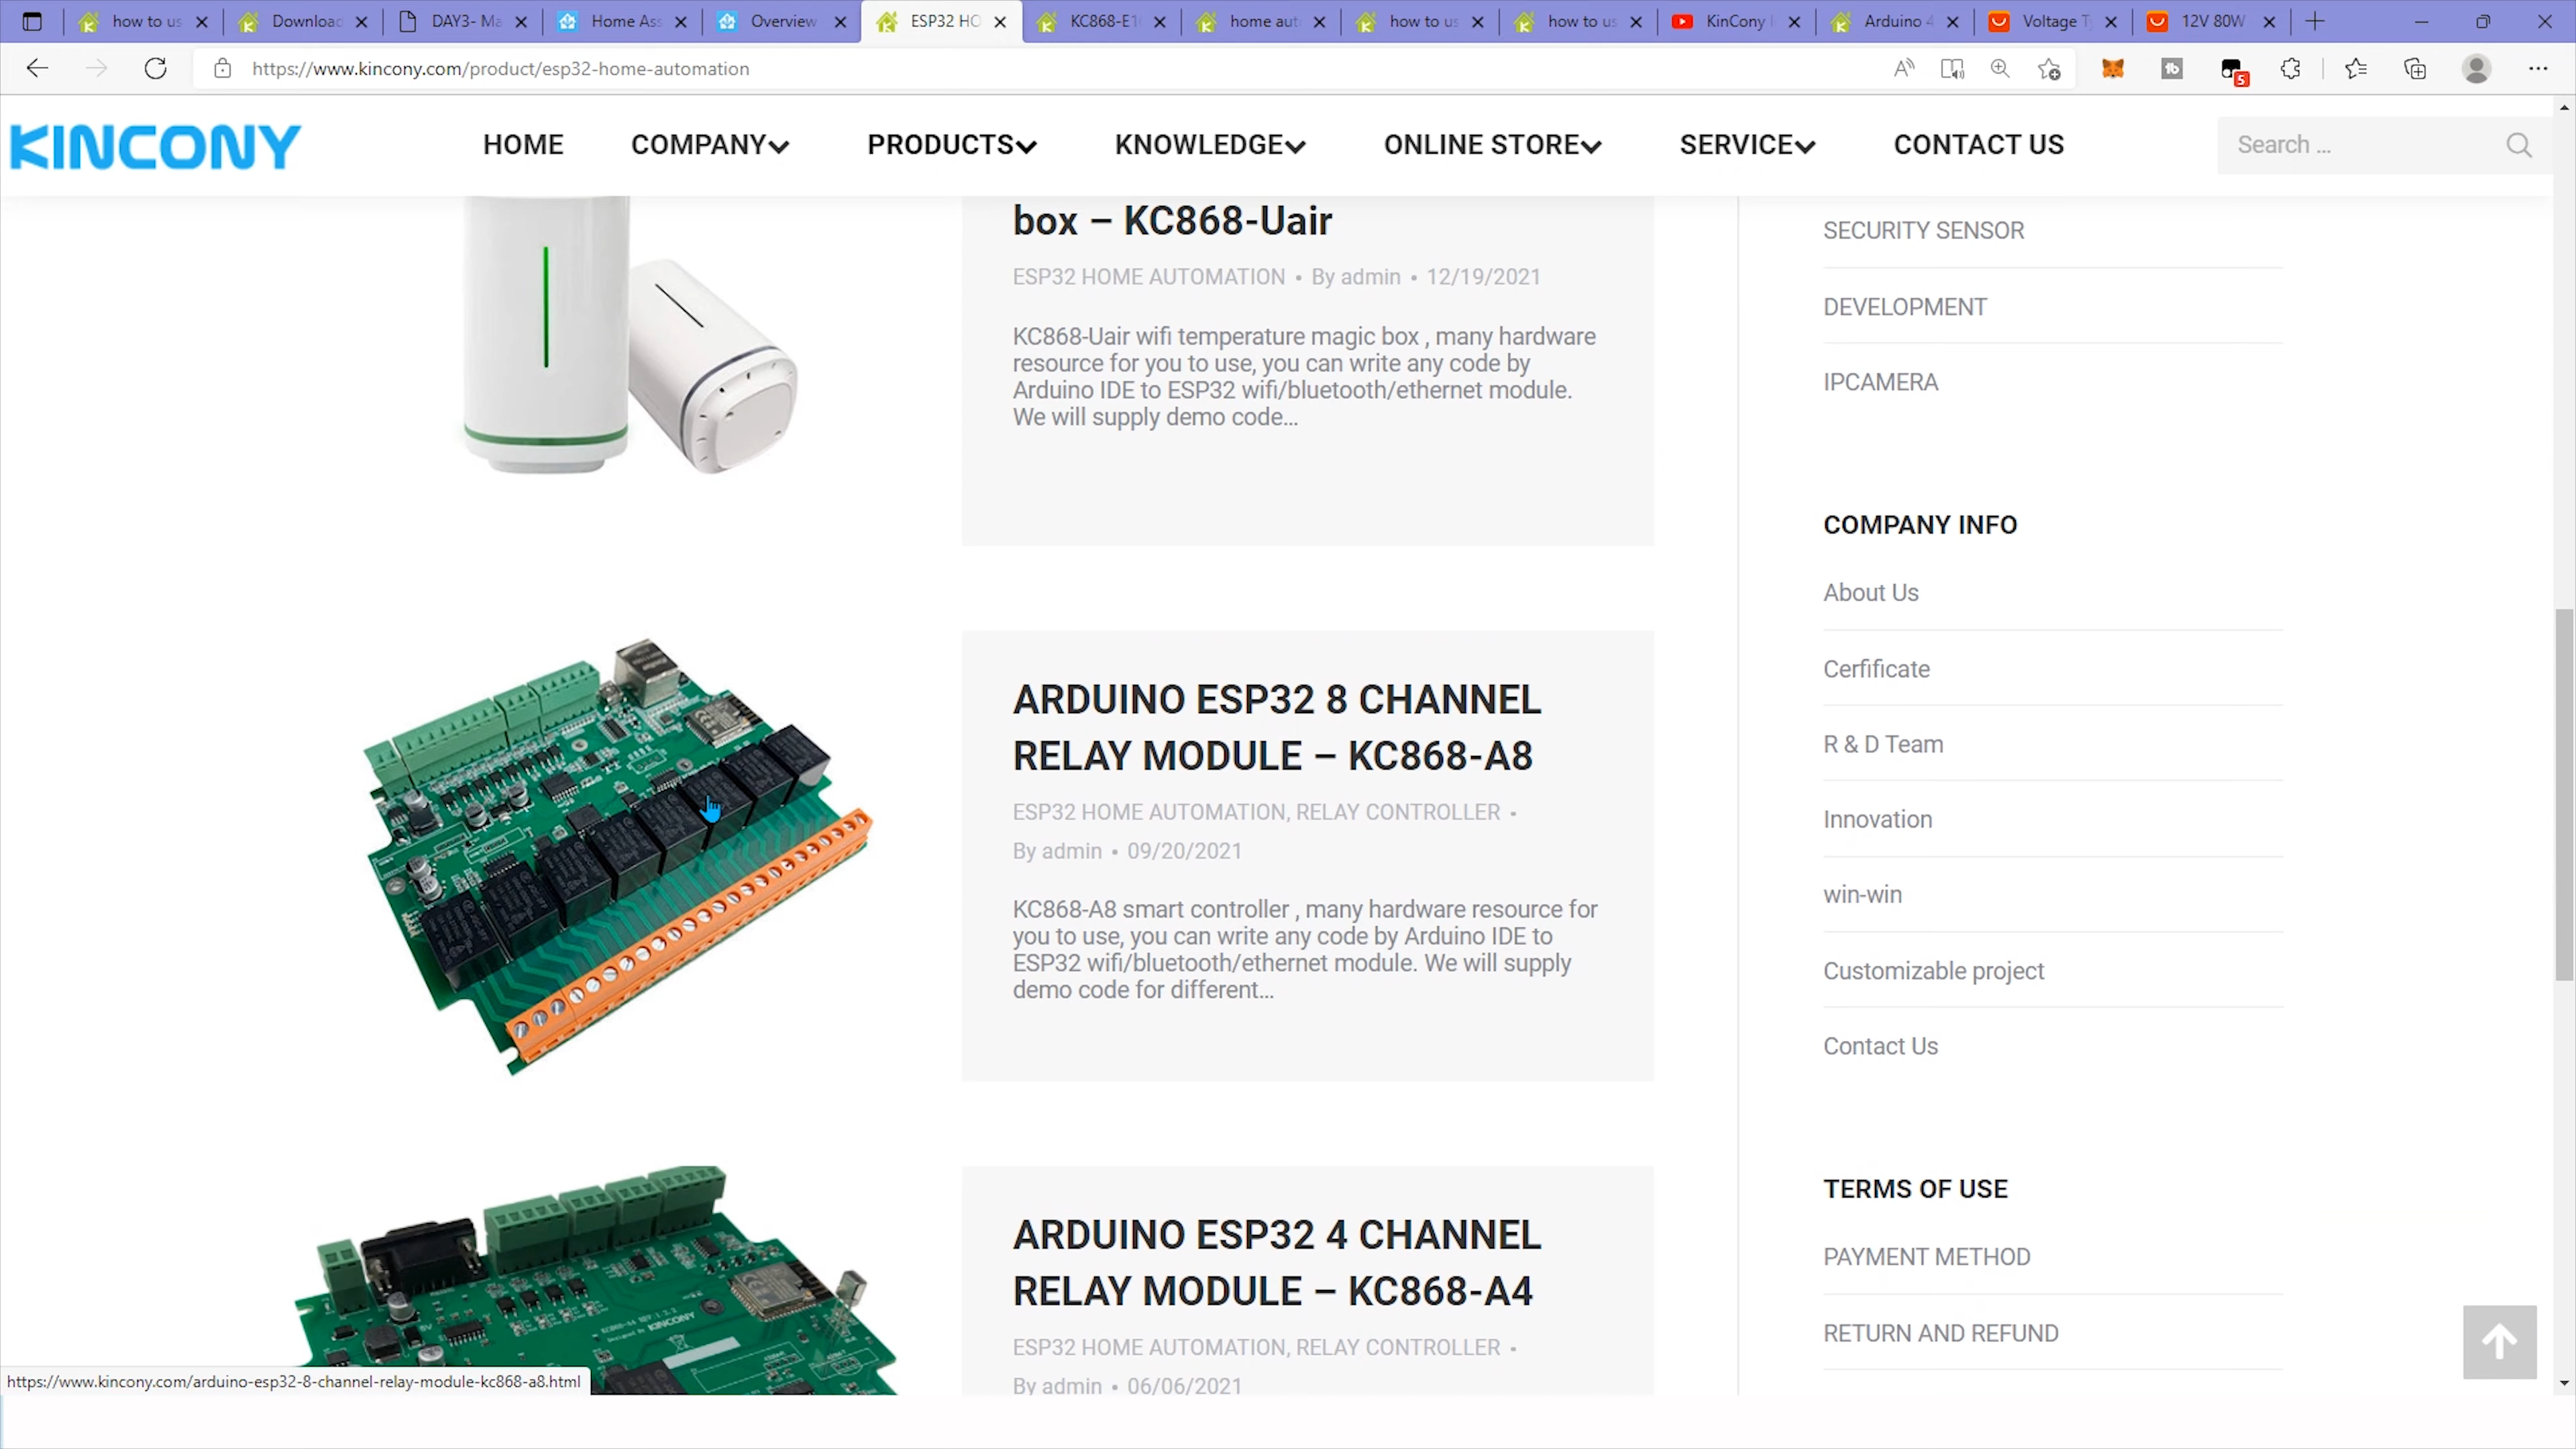 how to us
Download
DAY3- Ma
Home Ass
Overview
ESP32 HO
KC868-E1
home aut
how to us
how to us
KinCony
Arduino 4
Voltage T
12V 80W
https://www.kincony.com/product/esp32-home-automation
5
KINCONY
HOME
COMPANY
PRODUCTS
KNOWLEDGE
ONLINE STORE
SERVICE
CONTACT US
Search ...
box – KC868-Uair
ESP32 HOME AUTOMATION • By admin • 12/19/2021
KC868-Uair wifi temperature magic box , many hardware
resource for you to use, you can write any code by
Arduino IDE to ESP32 wifi/bluetooth/ethernet module.
We will supply demo code...
ARDUINO ESP32 8 CHANNEL
RELAY MODULE – KC868-A8
ESP32 HOME AUTOMATION, RELAY CONTROLLER •
By admin • 09/20/2021
KC868-A8 smart controller , many hardware resource for
you to use, you can write any code by Arduino IDE to
ESP32 wifi/bluetooth/ethernet module. We will supply
demo code for different...
ARDUINO ESP32 4 CHANNEL
RELAY MODULE – KC868-A4
ESP32 HOME AUTOMATION, RELAY CONTROLLER •
By admin • 06/06/2021
SECURITY SENSOR
DEVELOPMENT
IPCAMERA
COMPANY INFO
About Us
Cerfificate
R & D Team
Innovation
win-win
Customizable project
Contact Us
TERMS OF USE
PAYMENT METHOD
RETURN AND REFUND
https://www.kincony.com/arduino-esp32-8-channel-relay-module-kc868-a8.html